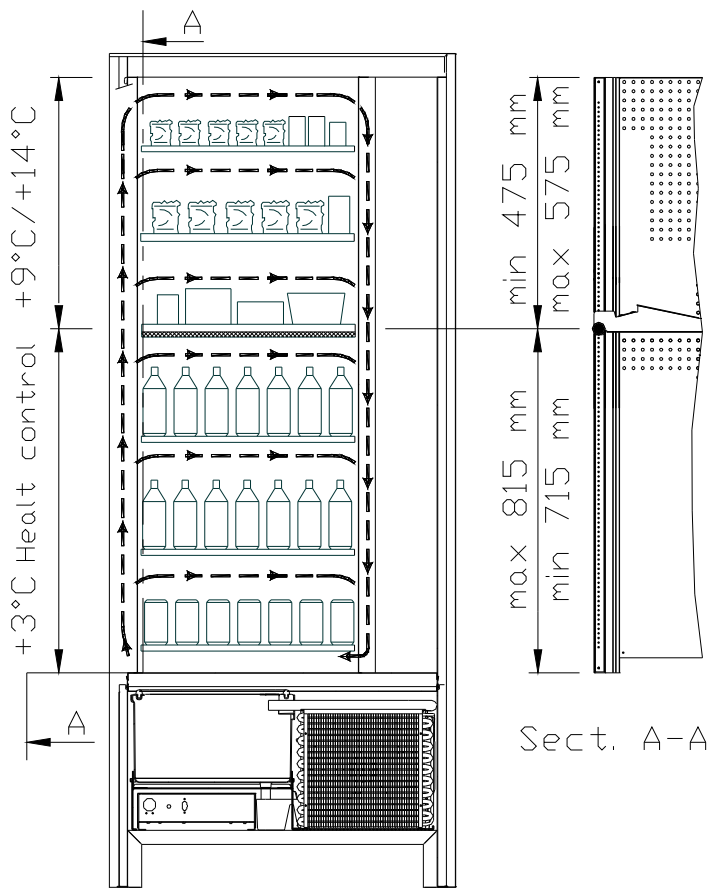 A
+9°C/+14°C
min 475 mm
max 575 mm
+3°C Healt control
max 815 mm
min 715 mm
A
Sect. A-A